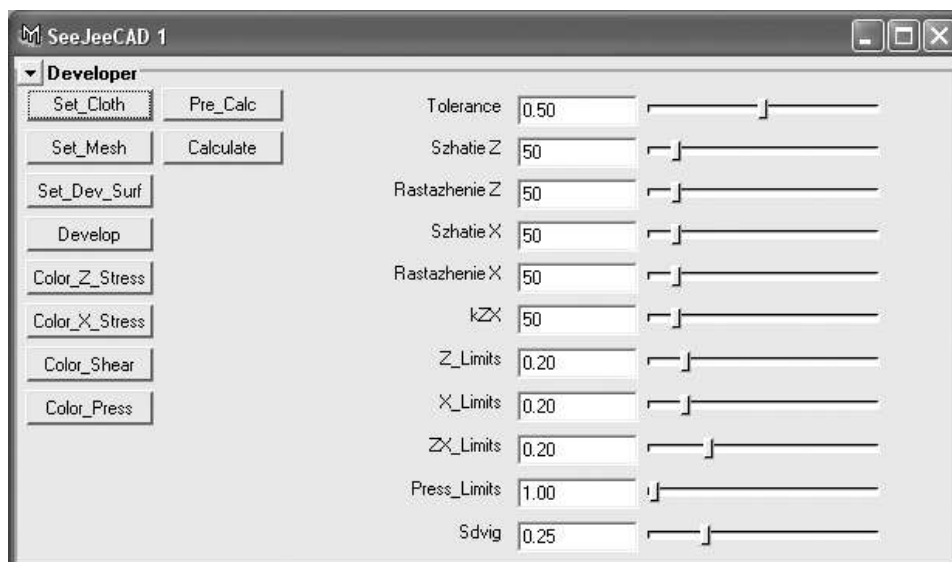 SeeJeeCAD 1
Developer
Set_Cloth Pre_Calc Tolerance 0.50
Set_Mesh Calculate Szhatie Z 50
Set_Dev_Surf Rastazhenie Z 50
Develop Szhatie X 50
Color_Z_Stress Rastazhenie X 50
Color_X_Stress kZX 50
Color_Shear Z_Limits 0.20
Color_Press X_Limits 0.20
ZX_Limits 0.20
Press_Limits 1.00
Sdvig 0.25